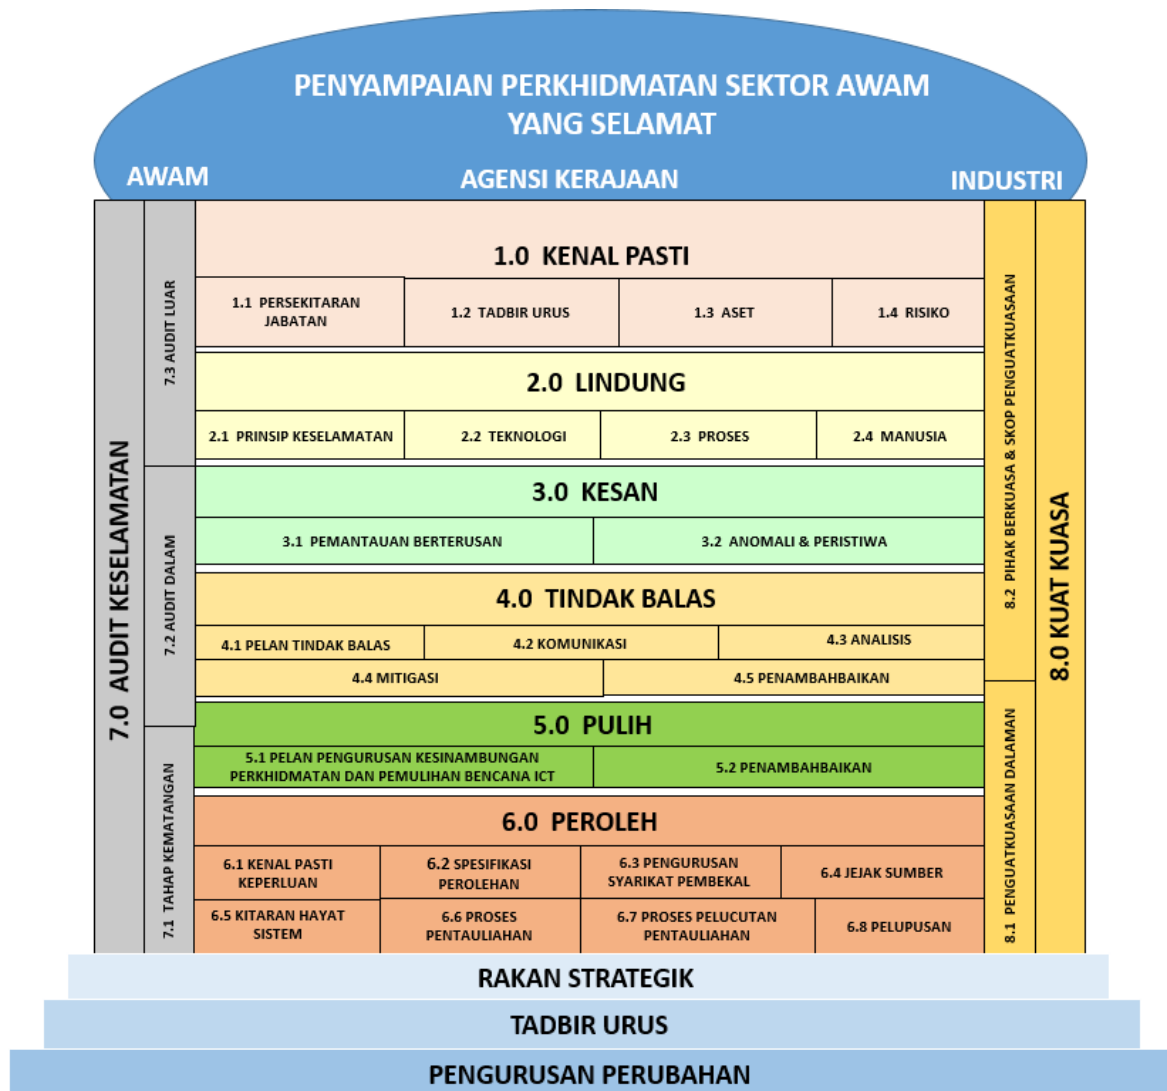 PENYAMPAIAN PERKHIDMATAN SEKTOR AWAM
YANG SELAMAT
AWAM
AGENSI KERAJAAN
INDUSTRI
7.0 AUDIT KESELAMATAN
7.3 AUDIT LUAR
7.2 AUDIT DALAM
7.1 TAHAP KEMATANGAN
1.0 KENAL PASTI
1.1 PERSEKITARAN
JABATAN
1.2 TADBIR URUS
1.3 ASET
1.4 RISIKO
2.0 LINDUNG
2.1 PRINSIP KESELAMATAN
2.2 TEKNOLOGI
2.3 PROSES
2.4 MANUSIA
3.0 KESAN
3.1 PEMANTAUAN BERTERUSAN
3.2 ANOMALI & PERISTIWA
4.0 TINDAK BALAS
4.1 PELAN TINDAK BALAS
4.2 KOMUNIKASI
4.3 ANALISIS
4.4 MITIGASI
4.5 PENAMBAHBAIKAN
5.0 PULIH
5.1 PELAN PENGURUSAN KESINAMBUNGAN
PERKHIDMATAN DAN PEMULIHAN BENCANA ICT
5.2 PENAMBAHBAIKAN
6.0 PEROLEH
6.1 KENAL PASTI
KEPERLUAN
6.2 SPESIFIKASI
PEROLEHAN
6.3 PENGURUSAN
SYARIKAT PEMBEKAL
6.4 JEJAK SUMBER
6.5 KITARAN HAYAT
SISTEM
6.6 PROSES
PENTAULIAHAN
6.7 PROSES PELUCUTAN
PENTAULIAHAN
6.8 PELUPUSAN
8.2 PIHAK BERKUASA & SKOP PENGUATKUASAAN
8.1 PENGUATKUASAAN DALAMAN
8.0 KUAT KUASA
RAKAN STRATEGIK
TADBIR URUS
PENGURUSAN PERUBAHAN